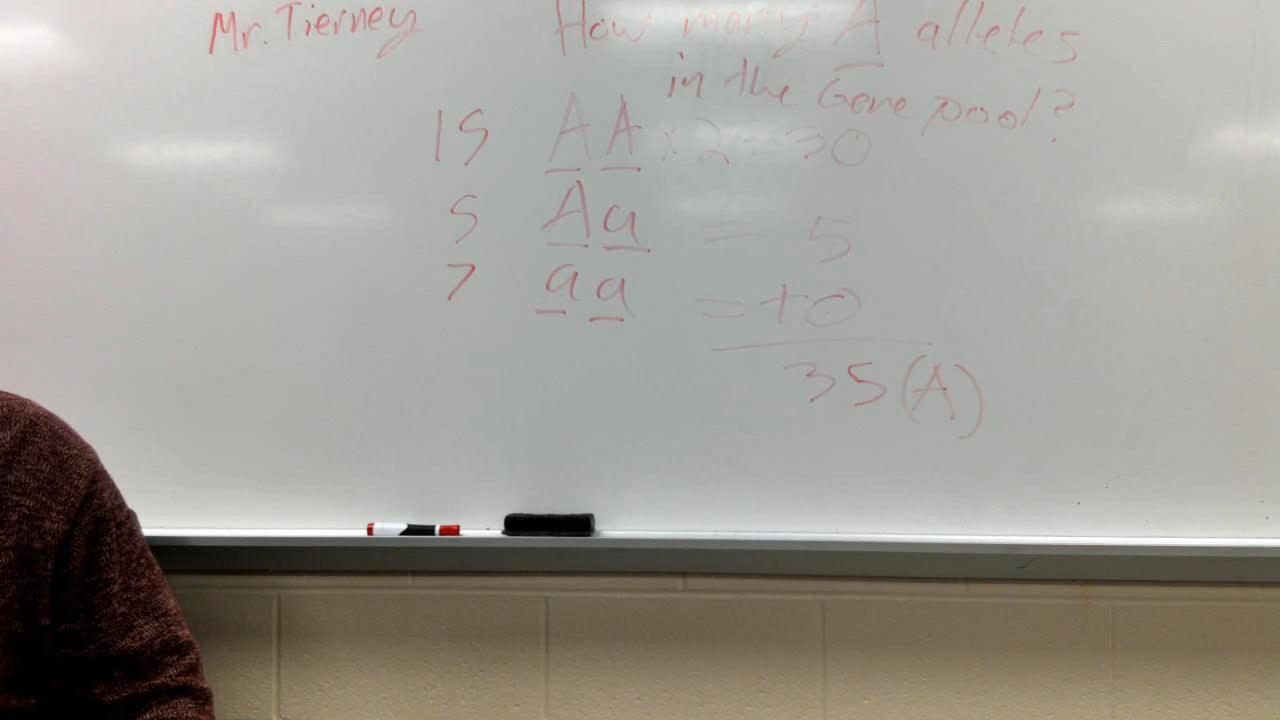 Mr. Tierney
How many A alleles
in the Gene pool?
15 AA x2=30
5 Aa = 5
7 aa = +0
35 (A)